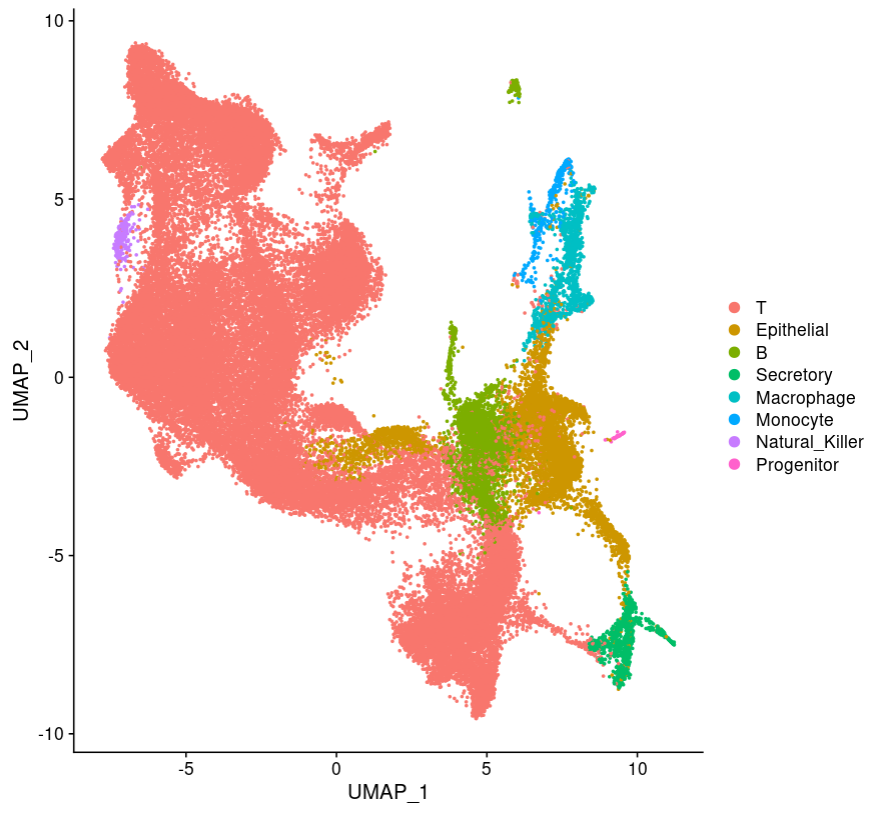 10
5
0
-5
-10
UMAP_2
-5
0
5
10
UMAP_1
T
Epithelial
B
Secretory
Macrophage
Monocyte
Natural_Killer
Progenitor